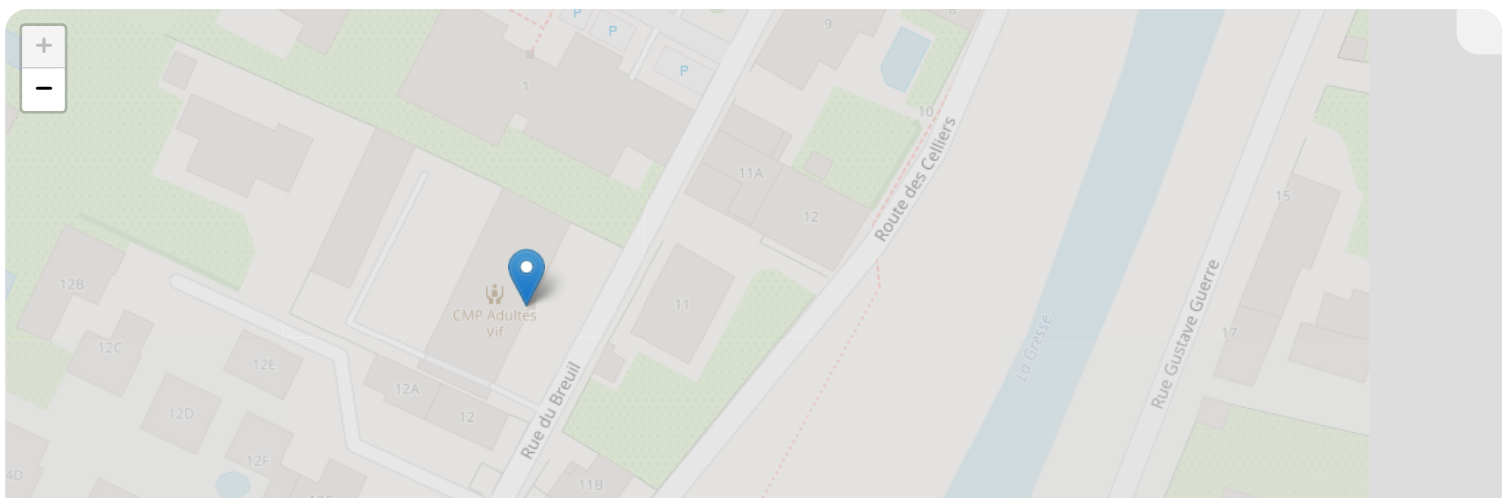 +
−
P
P
P
9
8
1
10
11A
12
Route des Celliers
15
12B
CMP Adultes
Vif
11
La Gresse
Rue Gustave Guerre
17
12C
12E
12A
12D
12
Rue du Breuil
12F
4D
11B